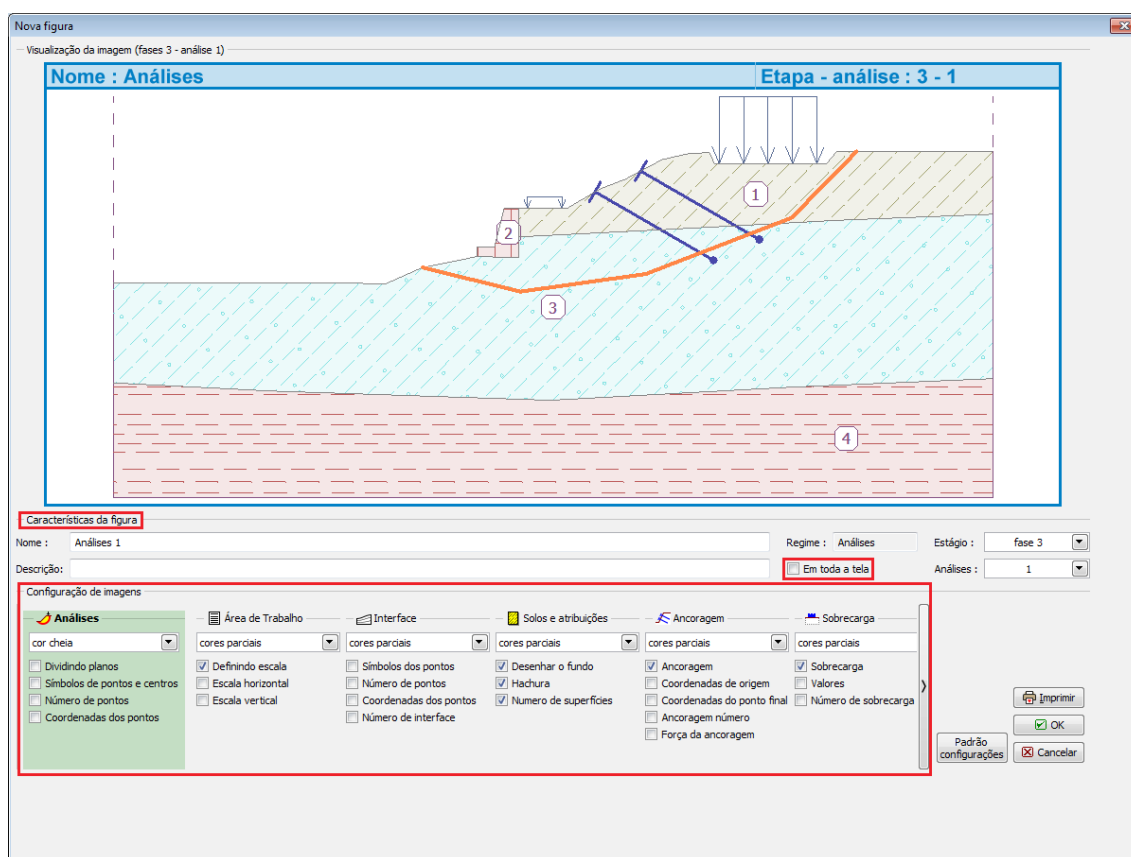 Nova figura
Visualização da imagem (fases 3 - análise 1)
Nome : Análises Etapa - análise : 3 - 1
1
2
3
4
Características da figura
Nome : Análises 1 Regime : Análises Estágio : fase 3
Descrição: Em toda a tela Análises : 1
Configuração de imagens
Análises Área de Trabalho Interface Solos e atribuições Ancoragem Sobrecarga
cor cheia cores parciais cores parciais cores parciais cores parciais cores parciais
Dividindo planos Definindo escala Símbolos dos pontos Desenhar o fundo Ancoragem Sobrecarga
Símbolos de pontos e centros Escala horizontal Número de pontos Hachura Coordenadas de origem Valores
Número de pontos Escala vertical Coordenadas dos pontos Numero de superfícies Coordenadas do ponto final Número de sobrecarga
Coordenadas dos pontos Número de interface Ancoragem número
Força da ancoragem
Imprimir
OK
Padrão configurações Cancelar